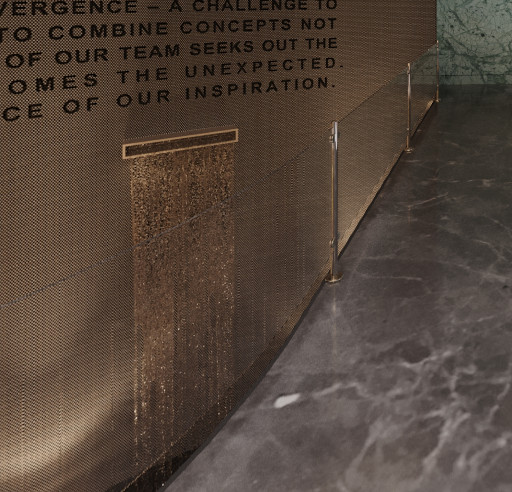 VERGENCE – A CHALLENGE TO
TO COMBINE CONCEPTS NOT
OF OUR TEAM SEEKS OUT THE
OMES THE UNEXPECTED.
CE OF OUR INSPIRATION.